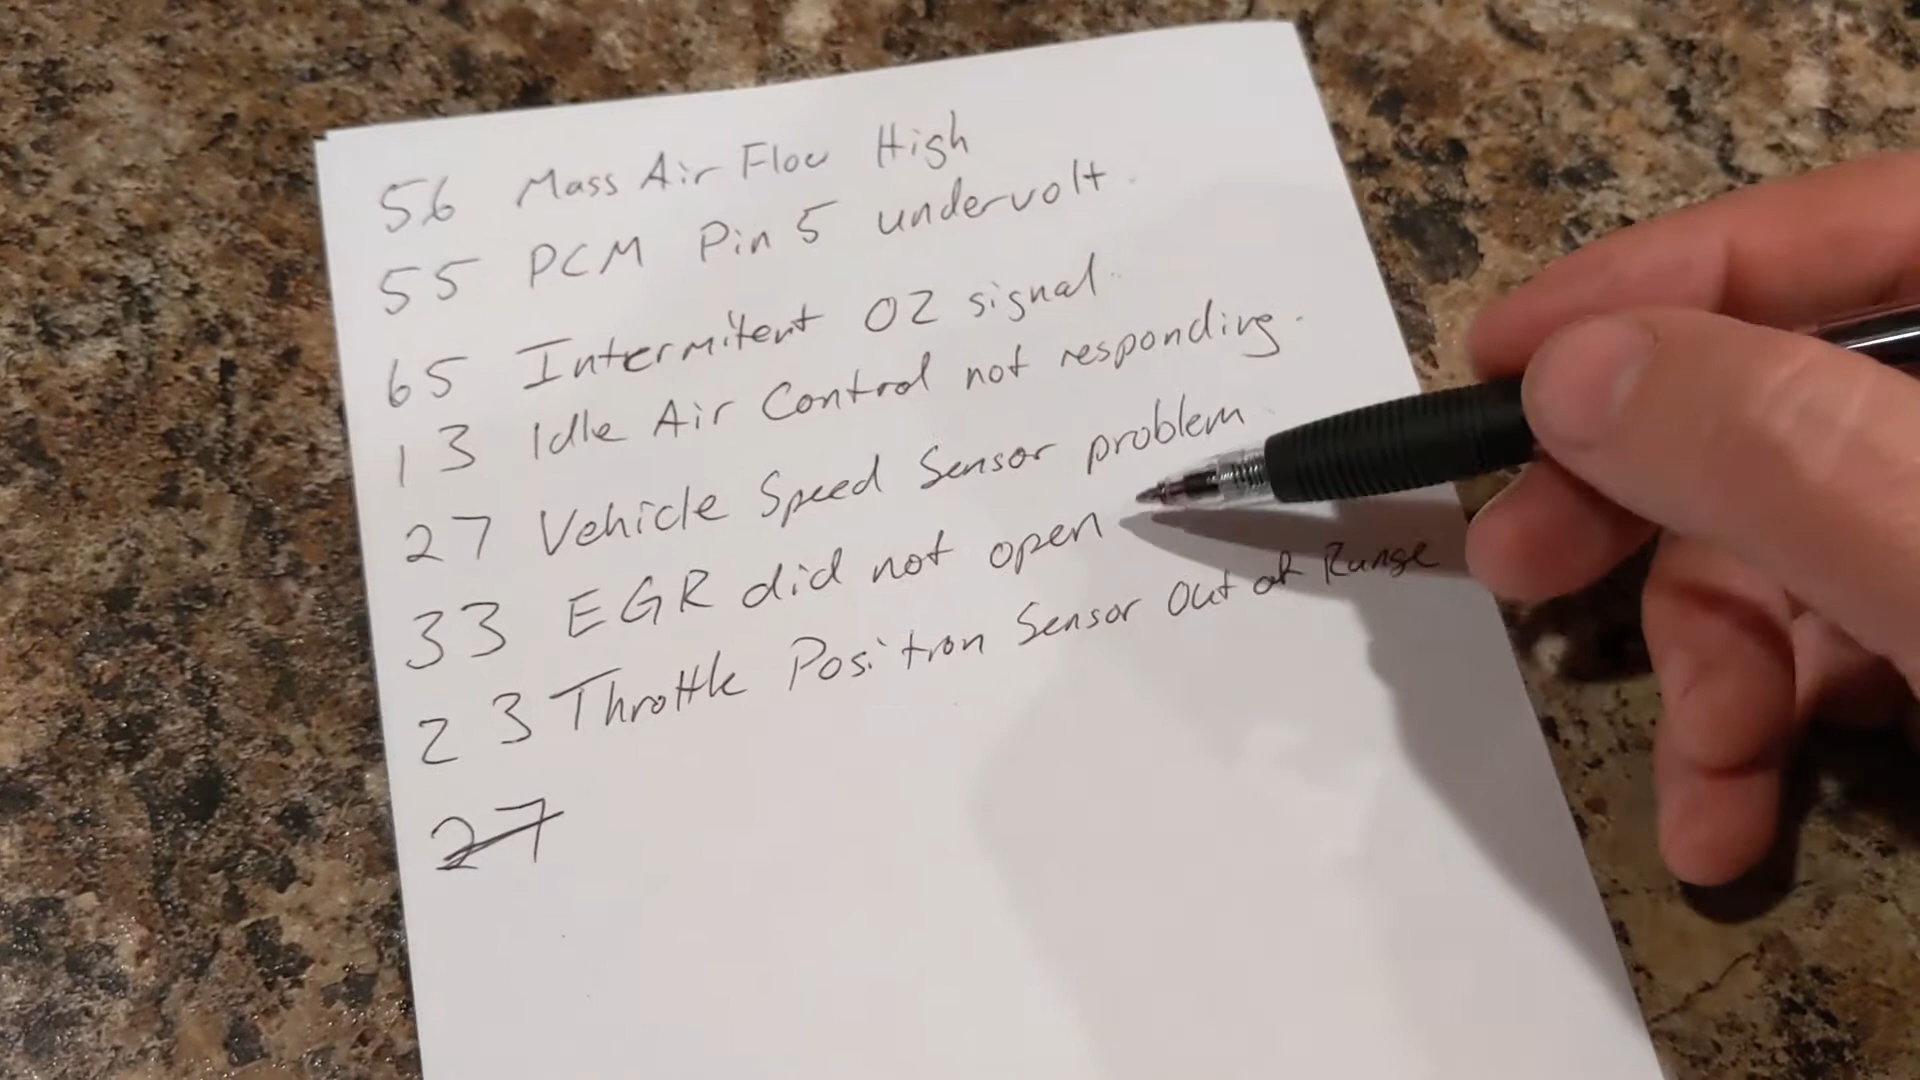 56 Mass Air Flow High
55 PCM Pin 5 undervolt.
65 Intermitent O2 signal.
13 Idle Air Control not responding.
27 Vehicle Speed Sensor problem
33 EGR did not open
23 Throttle Position Sensor Out of Range
27